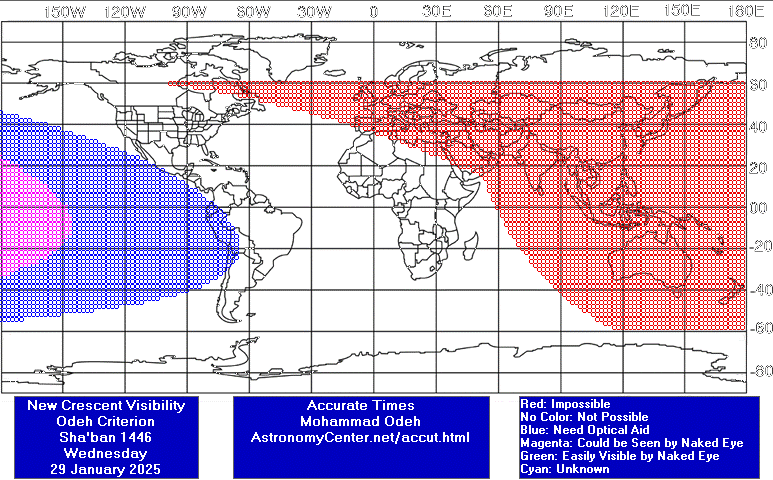 150W 120W 90W 60W 30W 0 30E 60E 90E 120E 150E 180E
80
60
40
20
00
-20
-40
-60
-80
New Crescent Visibility
Odeh Criterion
Sha'ban 1446
Wednesday
29 January 2025
Accurate Times
Mohammad Odeh
AstronomyCenter.net/accut.html
Red: Impossible
No Color: Not Possible
Blue: Need Optical Aid
Magenta: Could be Seen by Naked Eye
Green: Easily Visible by Naked Eye
Cyan: Unknown